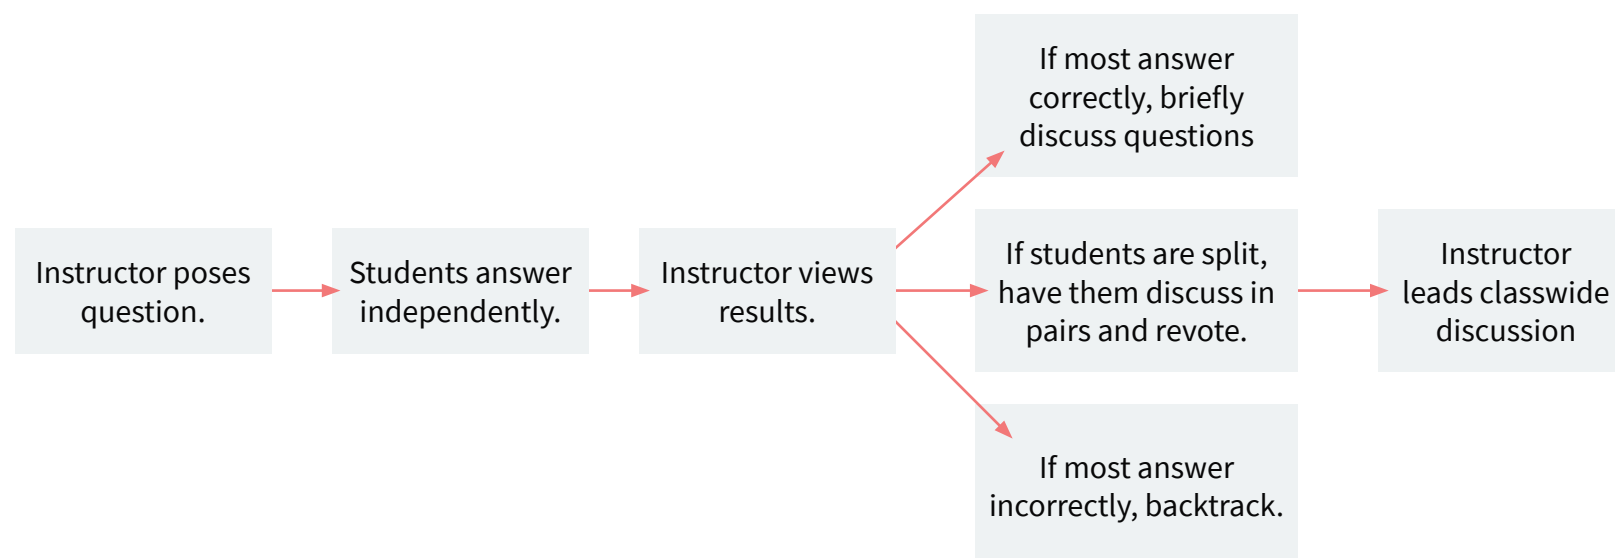 Instructor poses
question.
Students answer
independently.
Instructor views
results.
If most answer
correctly, briefly
discuss questions
If students are split,
have them discuss in
pairs and revote.
If most answer
incorrectly, backtrack.
Instructor
leads classwide
discussion